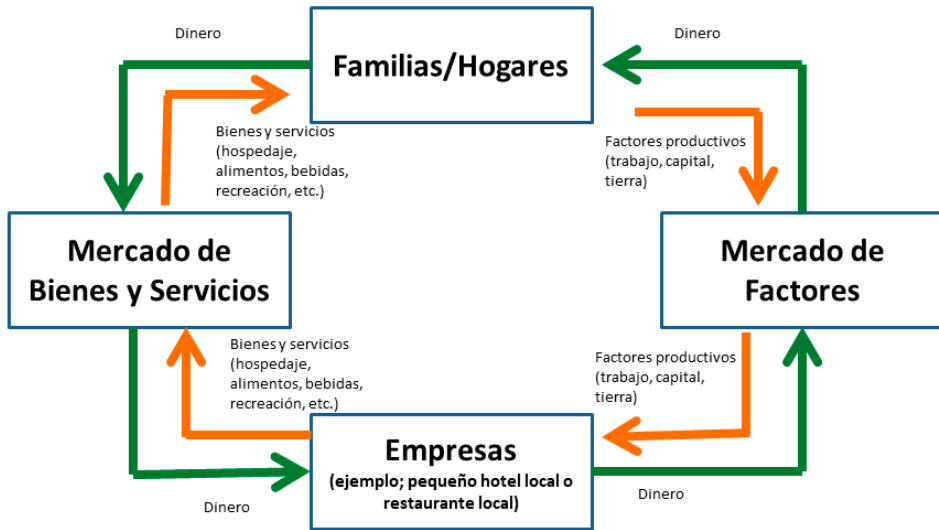 Dinero
Dinero
Familias/Hogares
Bienes y servicios
(hospedaje,
alimentos, bebidas,
recreación, etc.)
Factores productivos
(trabajo, capital,
tierra)
Mercado de
Bienes y Servicios
Mercado de
Factores
Bienes y servicios
(hospedaje,
alimentos, bebidas,
recreación, etc.)
Factores productivos
(trabajo, capital,
tierra)
Empresas
(ejemplo; pequeño hotel local o
restaurante local)
Dinero
Dinero